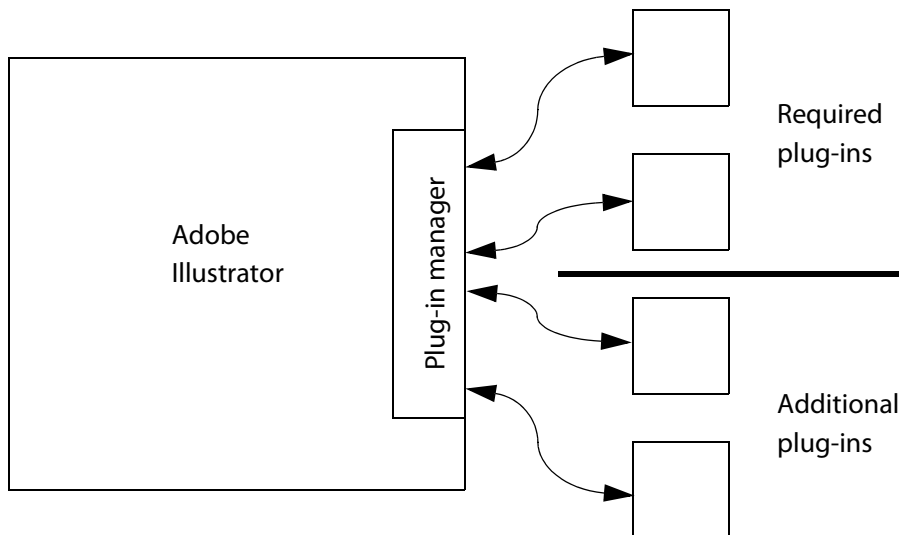 Adobe
Illustrator
Plug-in manager
Required
plug-ins
Additional
plug-ins